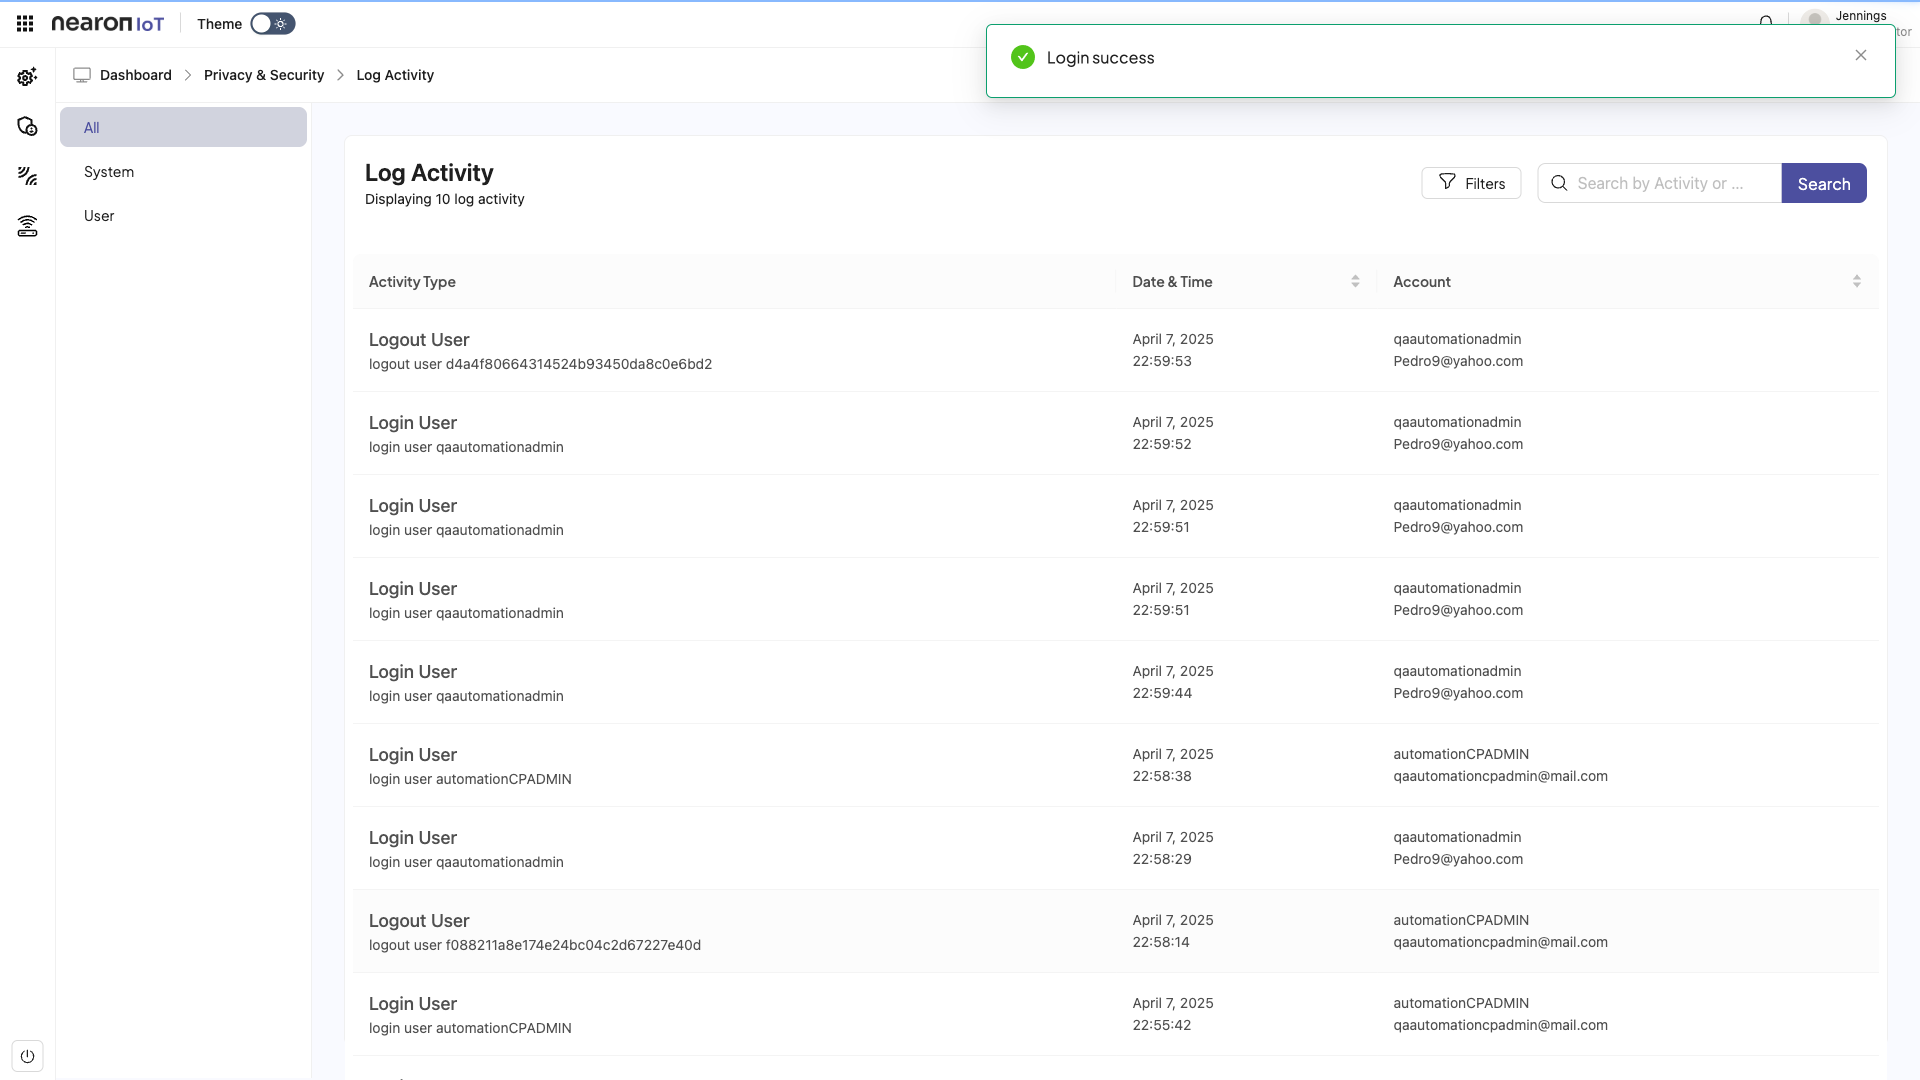 nearon IoT
Theme
Jennings
tor
Login success
Dashboard
Privacy & Security
Log Activity
All
System
User
Log Activity
Displaying 10 log activity
Filters
Search by Activity or ...
Search
Activity Type
Date & Time
Account
Logout User
logout user d4a4f80664314524b93450da8c0e6bd2
April 7, 2025
22:59:53
qaautomationadmin
Pedro9@yahoo.com
Login User
login user qaautomationadmin
April 7, 2025
22:59:52
qaautomationadmin
Pedro9@yahoo.com
Login User
login user qaautomationadmin
April 7, 2025
22:59:51
qaautomationadmin
Pedro9@yahoo.com
Login User
login user qaautomationadmin
April 7, 2025
22:59:51
qaautomationadmin
Pedro9@yahoo.com
Login User
login user qaautomationadmin
April 7, 2025
22:59:44
qaautomationadmin
Pedro9@yahoo.com
Login User
login user automationCPADMIN
April 7, 2025
22:58:38
automationCPADMIN
qaautomationcpadmin@mail.com
Login User
login user qaautomationadmin
April 7, 2025
22:58:29
qaautomationadmin
Pedro9@yahoo.com
Logout User
logout user f088211a8e174e24bc04c2d67227e40d
April 7, 2025
22:58:14
automationCPADMIN
qaautomationcpadmin@mail.com
Login User
login user automationCPADMIN
April 7, 2025
22:55:42
automationCPADMIN
qaautomationcpadmin@mail.com